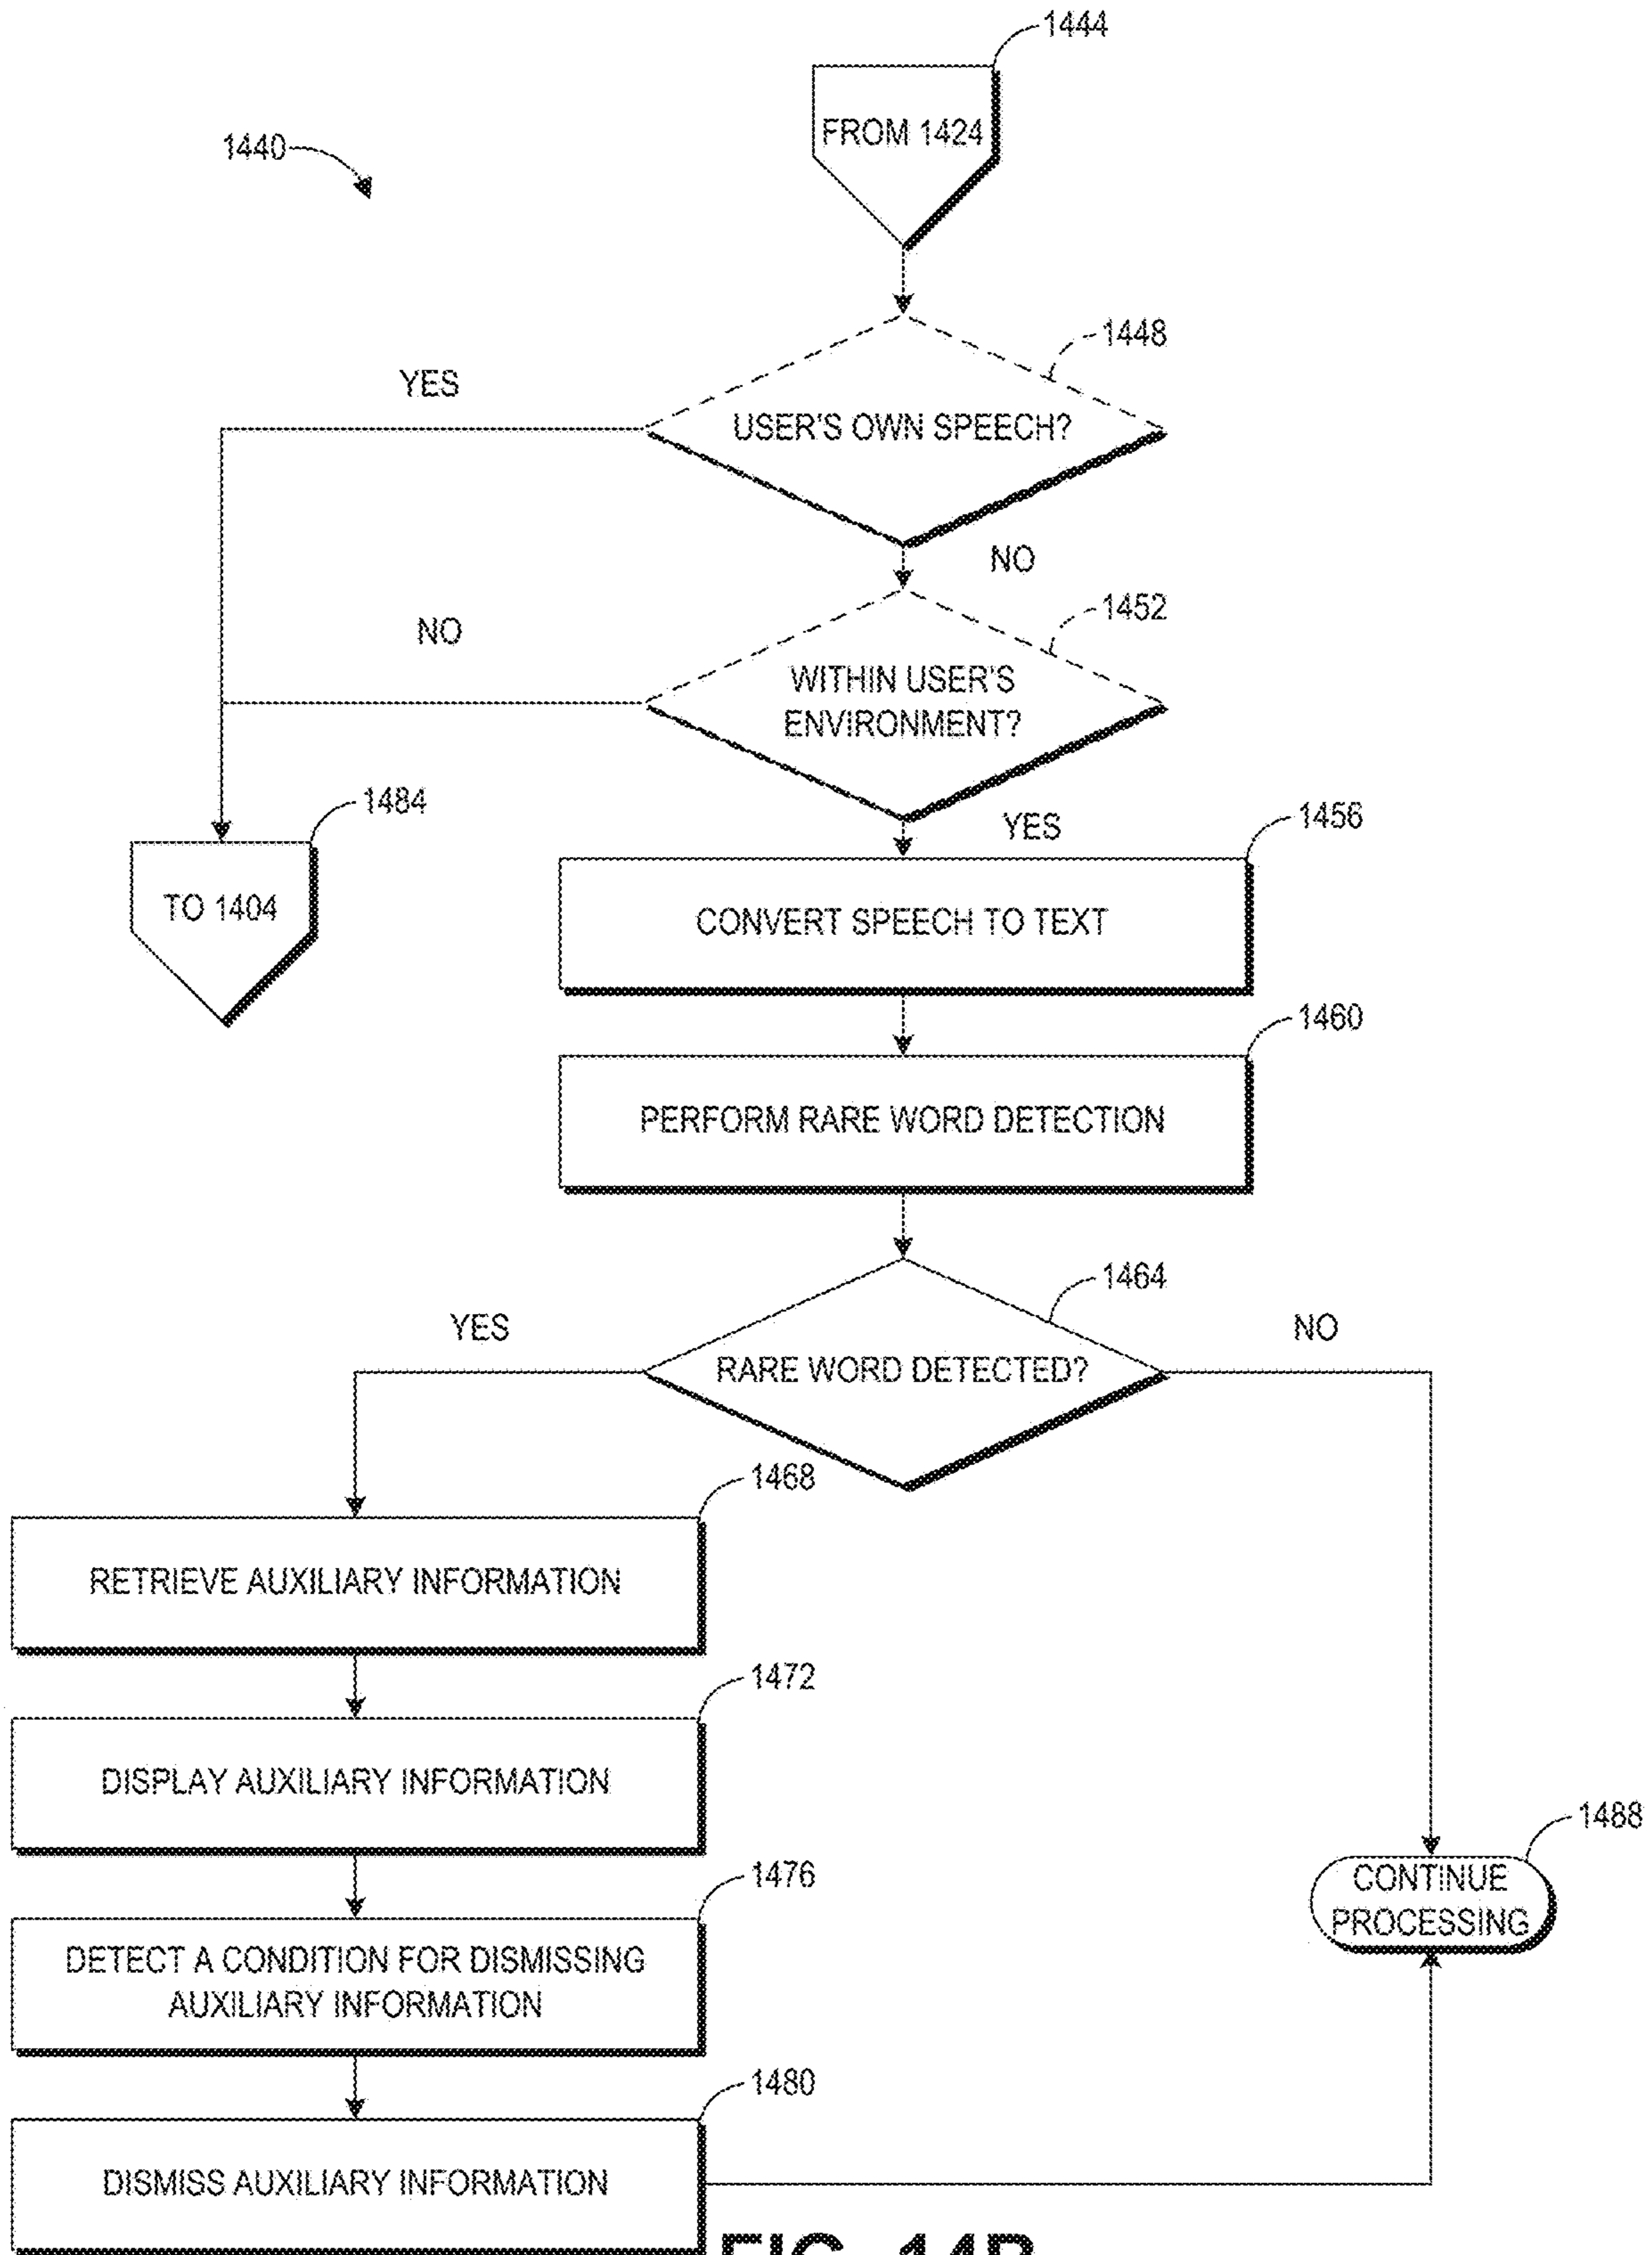 1444
FROM 1424
1440
1448
YES
USER'S OWN SPEECH?
NO
1452
NO
WITHIN USER'S
ENVIRONMENT?
1484
YES
1456
TO 1404
CONVERT SPEECH TO TEXT
1460
PERFORM RARE WORD DETECTION
1464
YES
NO
RARE WORD DETECTED?
1468
RETRIEVE AUXILIARY INFORMATION
1472
DISPLAY AUXILIARY INFORMATION
1488
CONTINUE
PROCESSING
1476
DETECT A CONDITION FOR DISMISSING
AUXILIARY INFORMATION
1480
DISMISS AUXILIARY INFORMATION
FIG. 14B